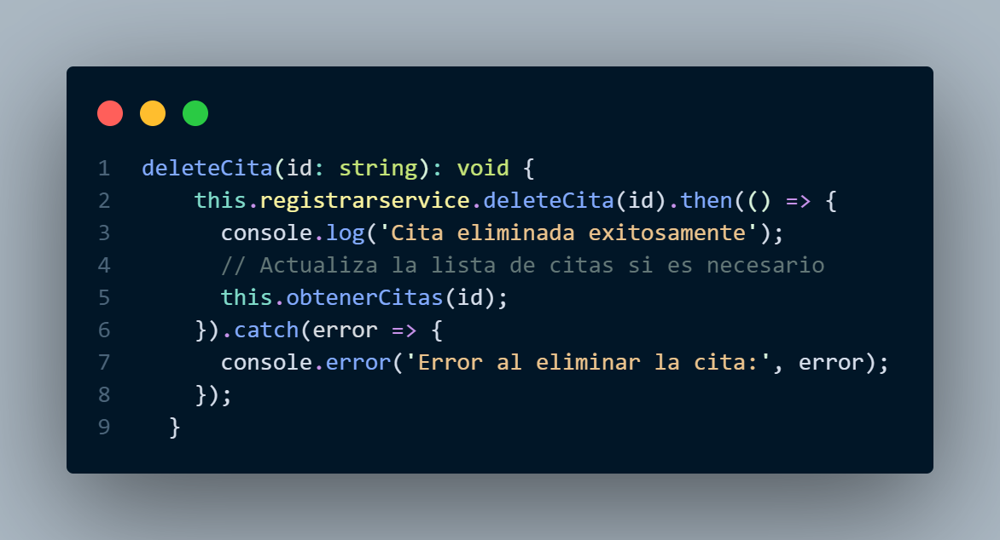 1 deleteCita(id: string): void {
2 this.registrarservice.deleteCita(id).then(() => {
3 console.log('Cita eliminada exitosamente');
4 // Actualiza la lista de citas si es necesario
5 this.obtenerCitas(id);
6 }).catch(error => {
7 console.error('Error al eliminar la cita:', error);
8 });
9 }